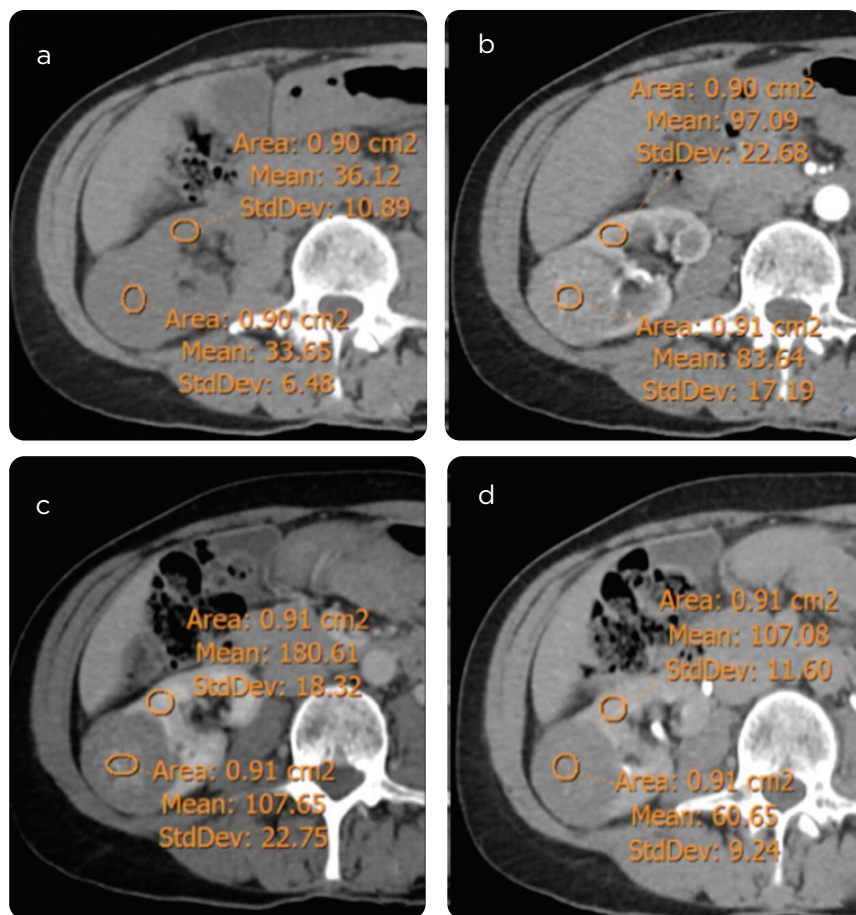 a
Area: 0.90 cm2
Mean: 36.12
StdDev: 10.89
Area: 0.90 cm2
Mean: 33.65
StdDev: 6.48
b
Area: 0.90 cm2
Mean: 97.09
StdDev: 22.68
Area: 0.91 cm2
Mean: 83.64
StdDev: 17.19
c
Area: 0.91 cm2
Mean: 180.61
StdDev: 18.32
Area: 0.91 cm2
Mean: 107.65
StdDev: 22.75
d
Area: 0.91 cm2
Mean: 107.08
StdDev: 11.60
Area: 0.91 cm2
Mean: 60.65
StdDev: 9.24